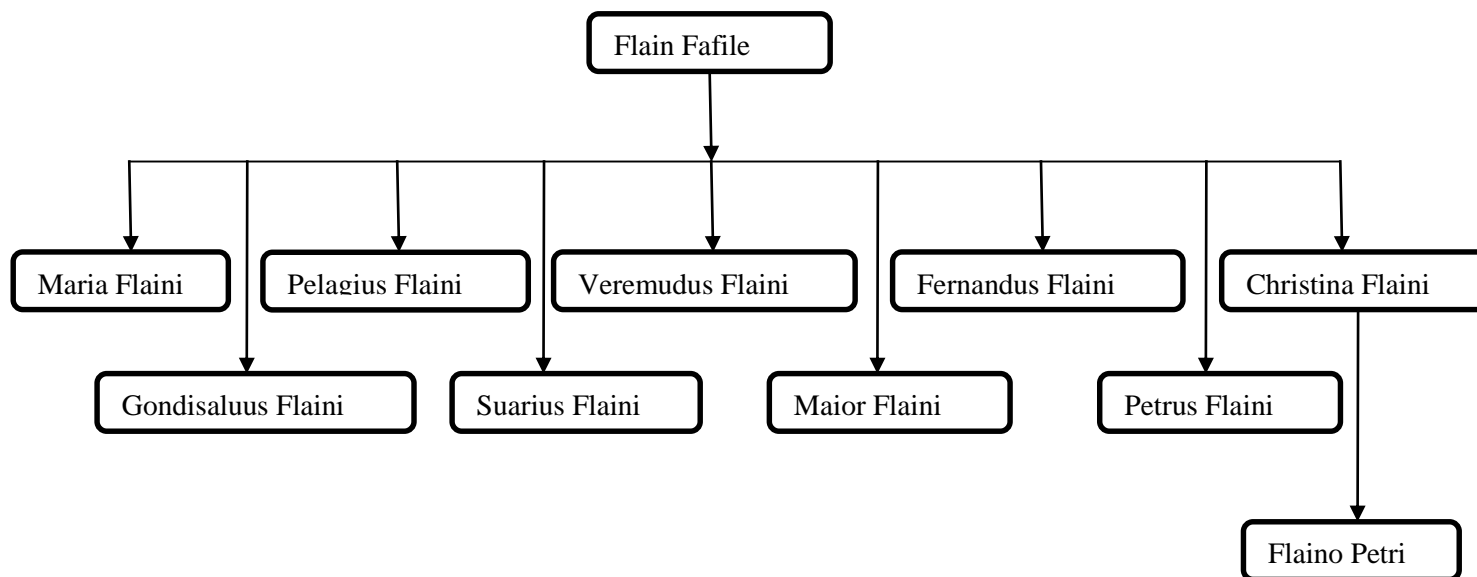 Flain Fafile
Maria Flaini
Pelagius Flaini
Veremudus Flaini
Fernandus Flaini
Christina Flaini
Gondisaluus Flaini
Suarius Flaini
Maior Flaini
Petrus Flaini
Flaino Petri